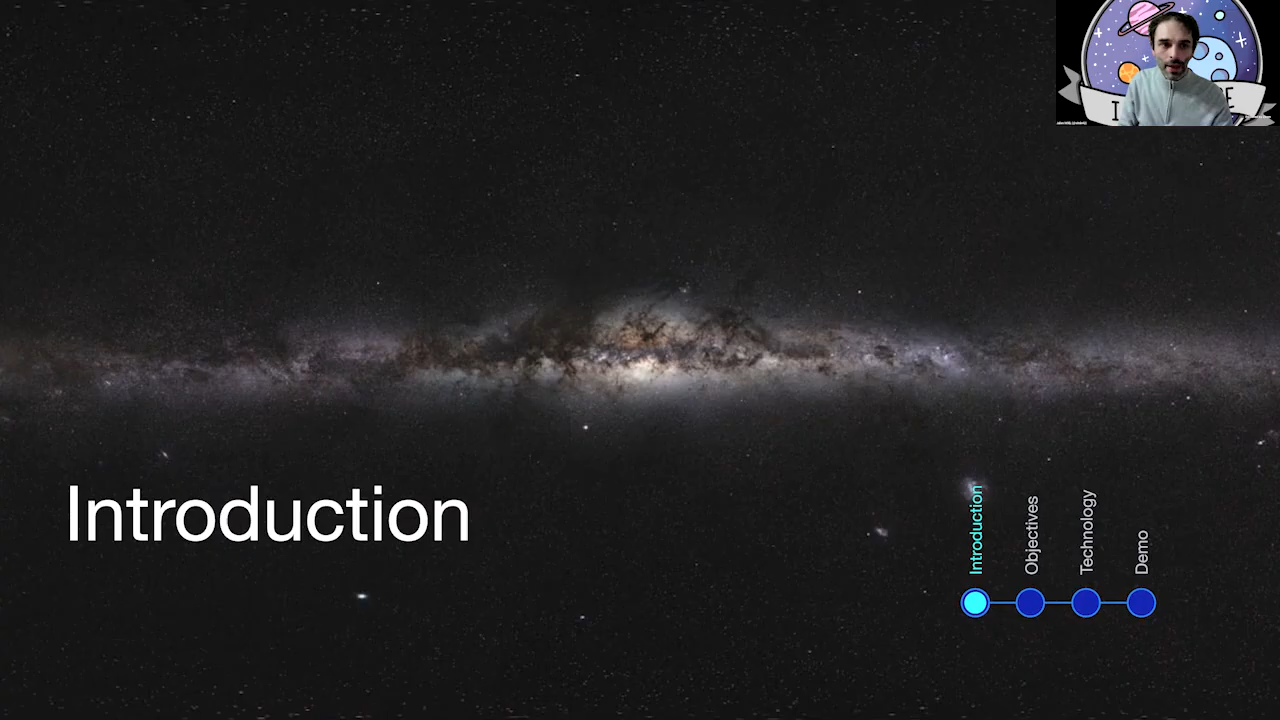 Introduction
Introduction
Objectives
Technology
Demo